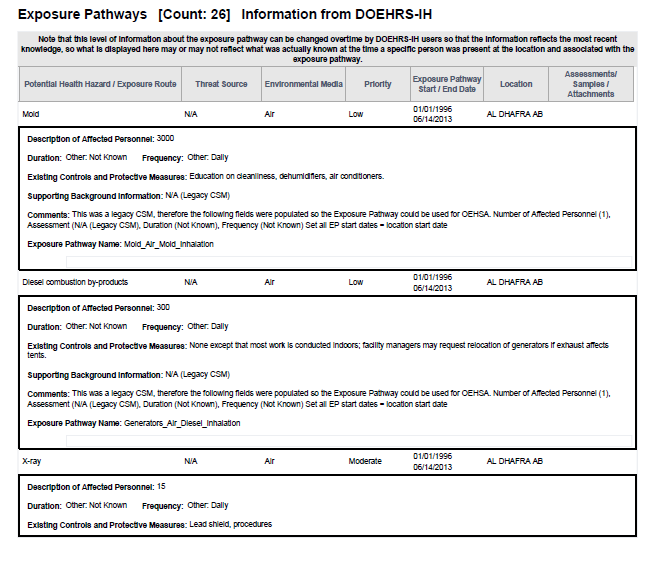 Exposure Pathways [Count: 26] Information from DOEHRS-IH
Note that this level of information about the exposure pathway can be changed overtime by DOEHRS-IH users so that the information reflects the most recent
knowledge, so what is displayed here may or may not reflect what was actually known at the time a specific person was present at the location and associated with the
exposure pathway.
Potential Health Hazard / Exposure Route Threat Source Environmental Media Priority Exposure Pathway Start / End Date Location Assessments/ Samples / Attachments
Mold N/A Air Low 01/01/1996 06/14/2013 AL DHAFRA AB
Description of Affected Personnel: 3000
Duration: Other: Not Known Frequency: Other: Daily
Existing Controls and Protective Measures: Education on cleanliness, dehumidifiers, air conditioners.
Supporting Background Information: N/A (Legacy CSM)
Comments: This was a legacy CSM, therefore the following fields were populated so the Exposure Pathway could be used for OEHSA. Number of Affected Personnel (1),
Assessment (N/A (Legacy CSM), Duration (Not Known), Frequency (Not Known) Set all EP start dates = location start date
Exposure Pathway Name: Mold_Air_Mold_Inhalation
Diesel combustion by-products N/A Air Low 01/01/1996 06/14/2013 AL DHAFRA AB
Description of Affected Personnel: 300
Duration: Other: Not Known Frequency: Other: Daily
Existing Controls and Protective Measures: None except that most work is conducted indoors; facility managers may request relocation of generators if exhaust affects
tents.
Supporting Background Information: N/A (Legacy CSM)
Comments: This was a legacy CSM, therefore the following fields were populated so the Exposure Pathway could be used for OEHSA. Number of Affected Personnel (1),
Assessment (N/A (Legacy CSM), Duration (Not Known), Frequency (Not Known) Set all EP start dates = location start date
Exposure Pathway Name: Generators_Air_Diesel_Inhalation
X-ray N/A Air Moderate 01/01/1996 06/14/2013 AL DHAFRA AB
Description of Affected Personnel: 15
Duration: Other: Not Known Frequency: Other: Daily
Existing Controls and Protective Measures: Lead shield, procedures